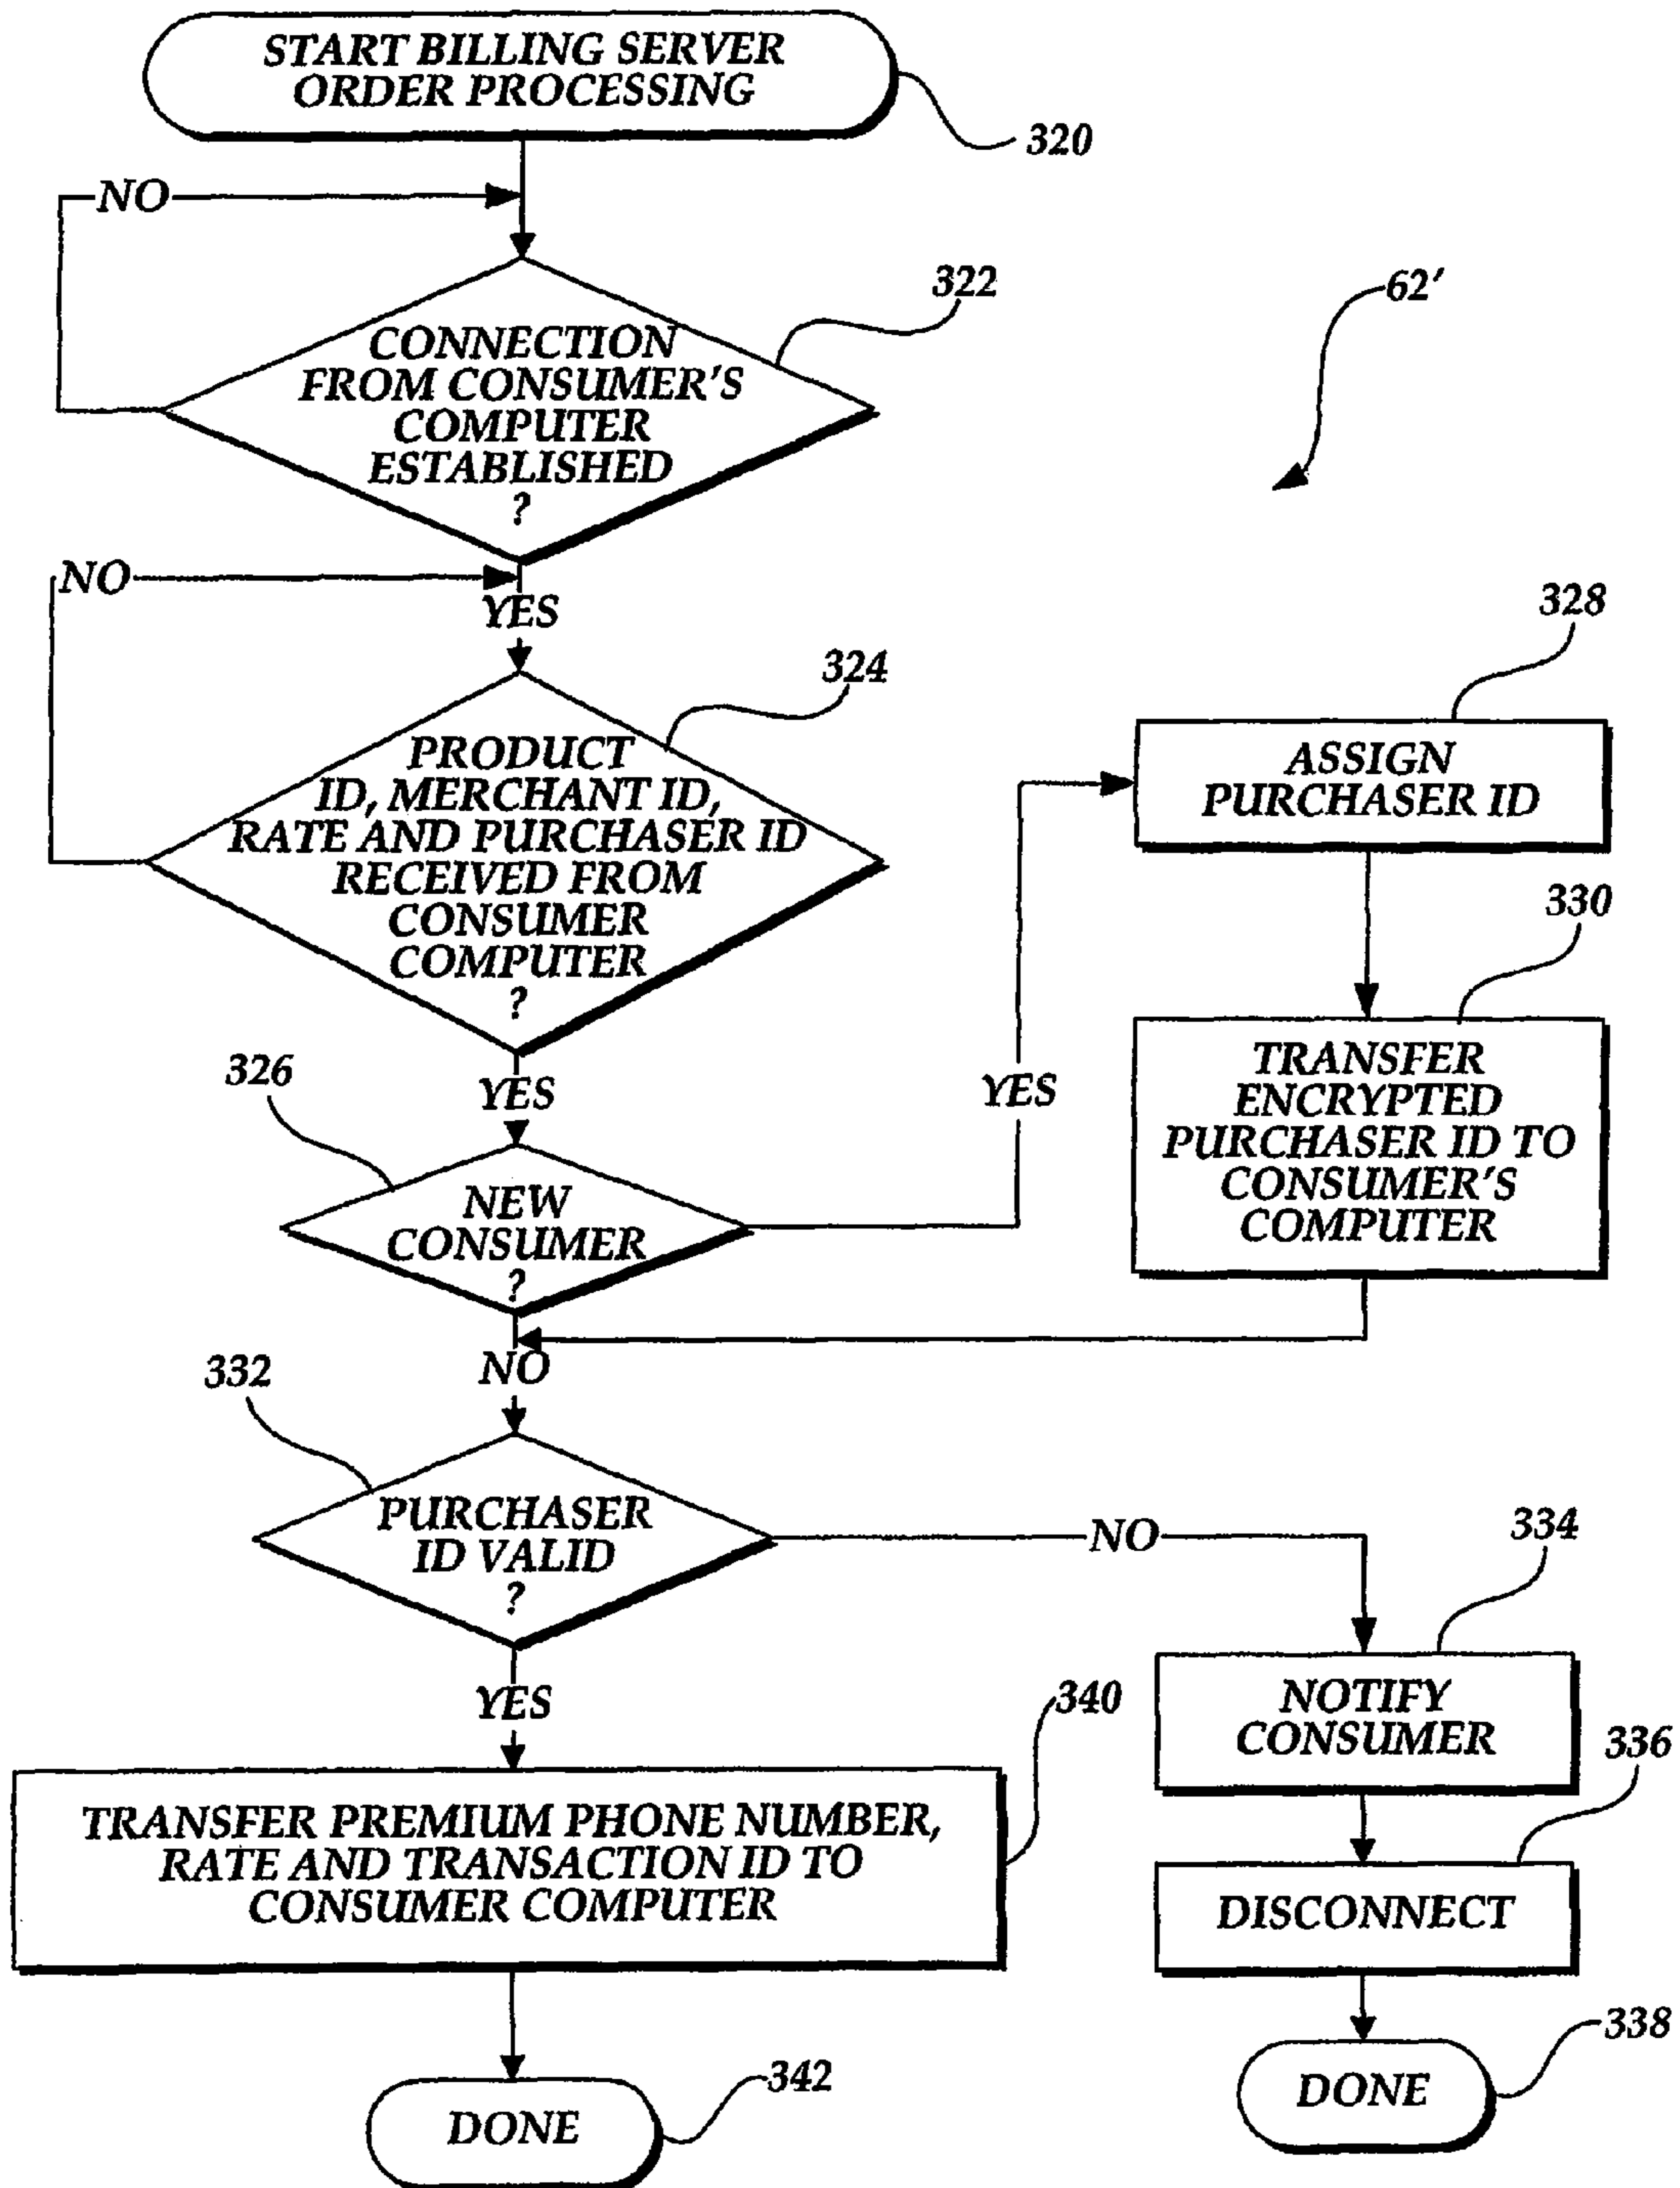 START BILLING SERVER
ORDER PROCESSING
320
NO
322
62'
CONNECTION
FROM CONSUMER'S
COMPUTER
ESTABLISHED
?
NO
YES
324
328
PRODUCT
ID, MERCHANT ID,
RATE AND PURCHASER ID
RECEIVED FROM
CONSUMER
COMPUTER
?
ASSIGN
PURCHASER ID
330
326
YES
YES
TRANSFER
ENCRYPTED
PURCHASER ID TO
CONSUMER'S
COMPUTER
NEW
CONSUMER
?
332
NO
PURCHASER
ID VALID
?
NO
334
YES
340
NOTIFY
CONSUMER
336
TRANSFER PREMIUM PHONE NUMBER,
RATE AND TRANSACTION ID TO
CONSUMER COMPUTER
DISCONNECT
338
342
DONE
DONE